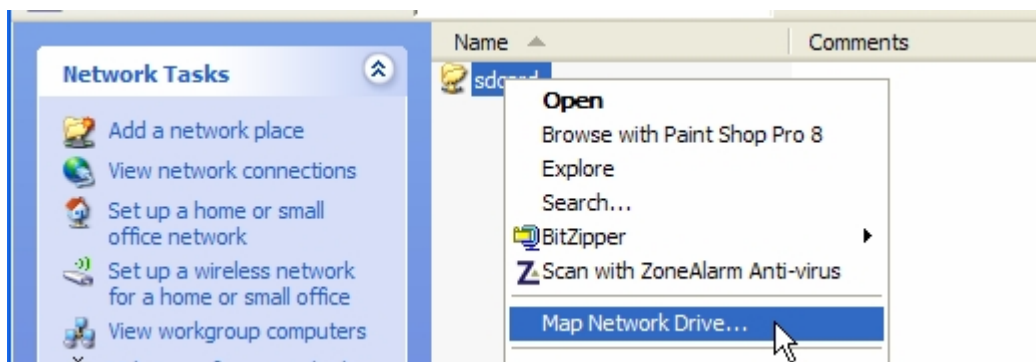 Name Comments
Network Tasks
Add a network place
View network connections
Set up a home or small
office network
Set up a wireless network
for a home or small office
View workgroup computers
Open
Browse with Paint Shop Pro 8
Explore
Search...
BitZipper
Scan with ZoneAlarm Anti-virus
Map Network Drive...